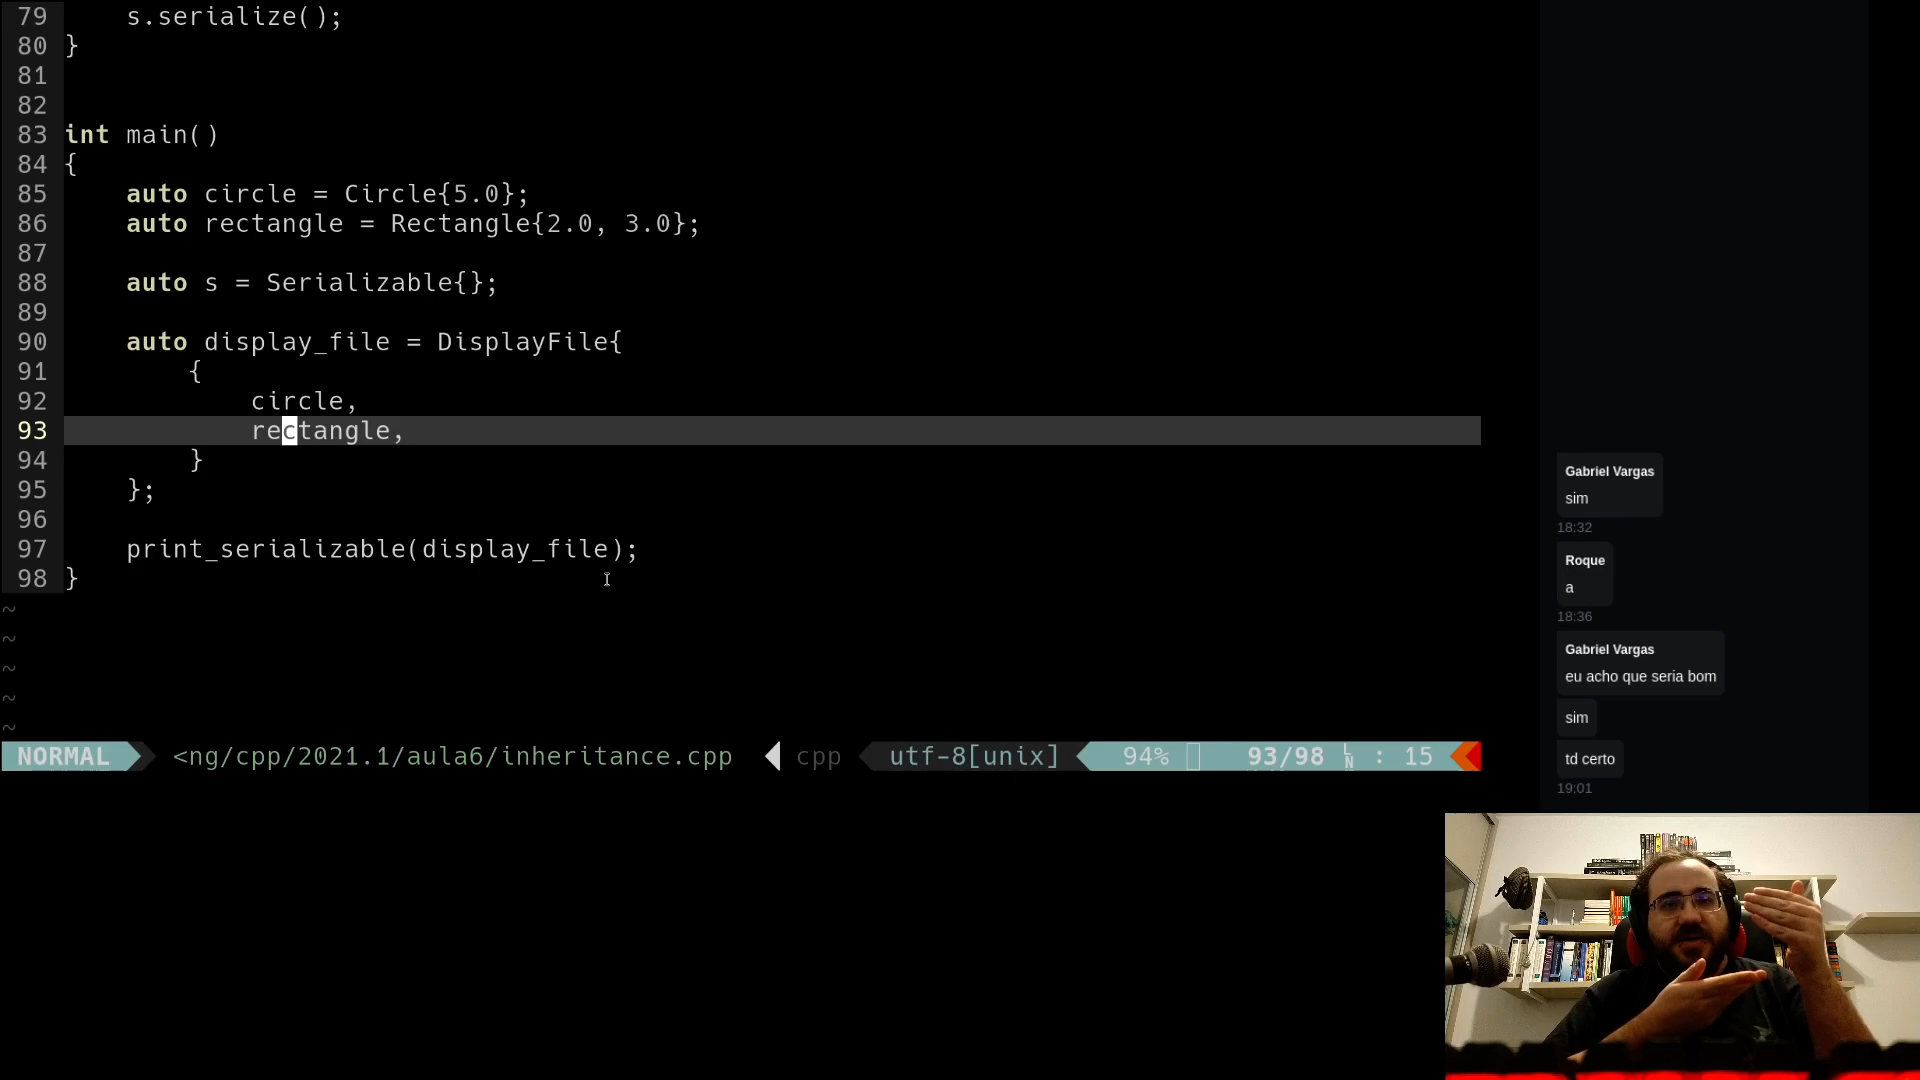 79 s.serialize();
80 }
81
82
83 int main()
84 {
85 auto circle = Circle{5.0};
86 auto rectangle = Rectangle{2.0, 3.0};
87
88 auto s = Serializable{};
89
90 auto display_file = DisplayFile{
91 {
92 circle,
93 rectangle,
94 }
95 };
96
97 print_serializable(display_file);
98 }
~
~
~
~
~
NORMAL <ng/cpp/2021.1/aula6/inheritance.cpp cpp utf-8[unix] 94% 93/98 LN : 15
Gabriel Vargas
sim
18:32
Roque
a
18:36
Gabriel Vargas
eu acho que seria bom
sim
td certo
19:01